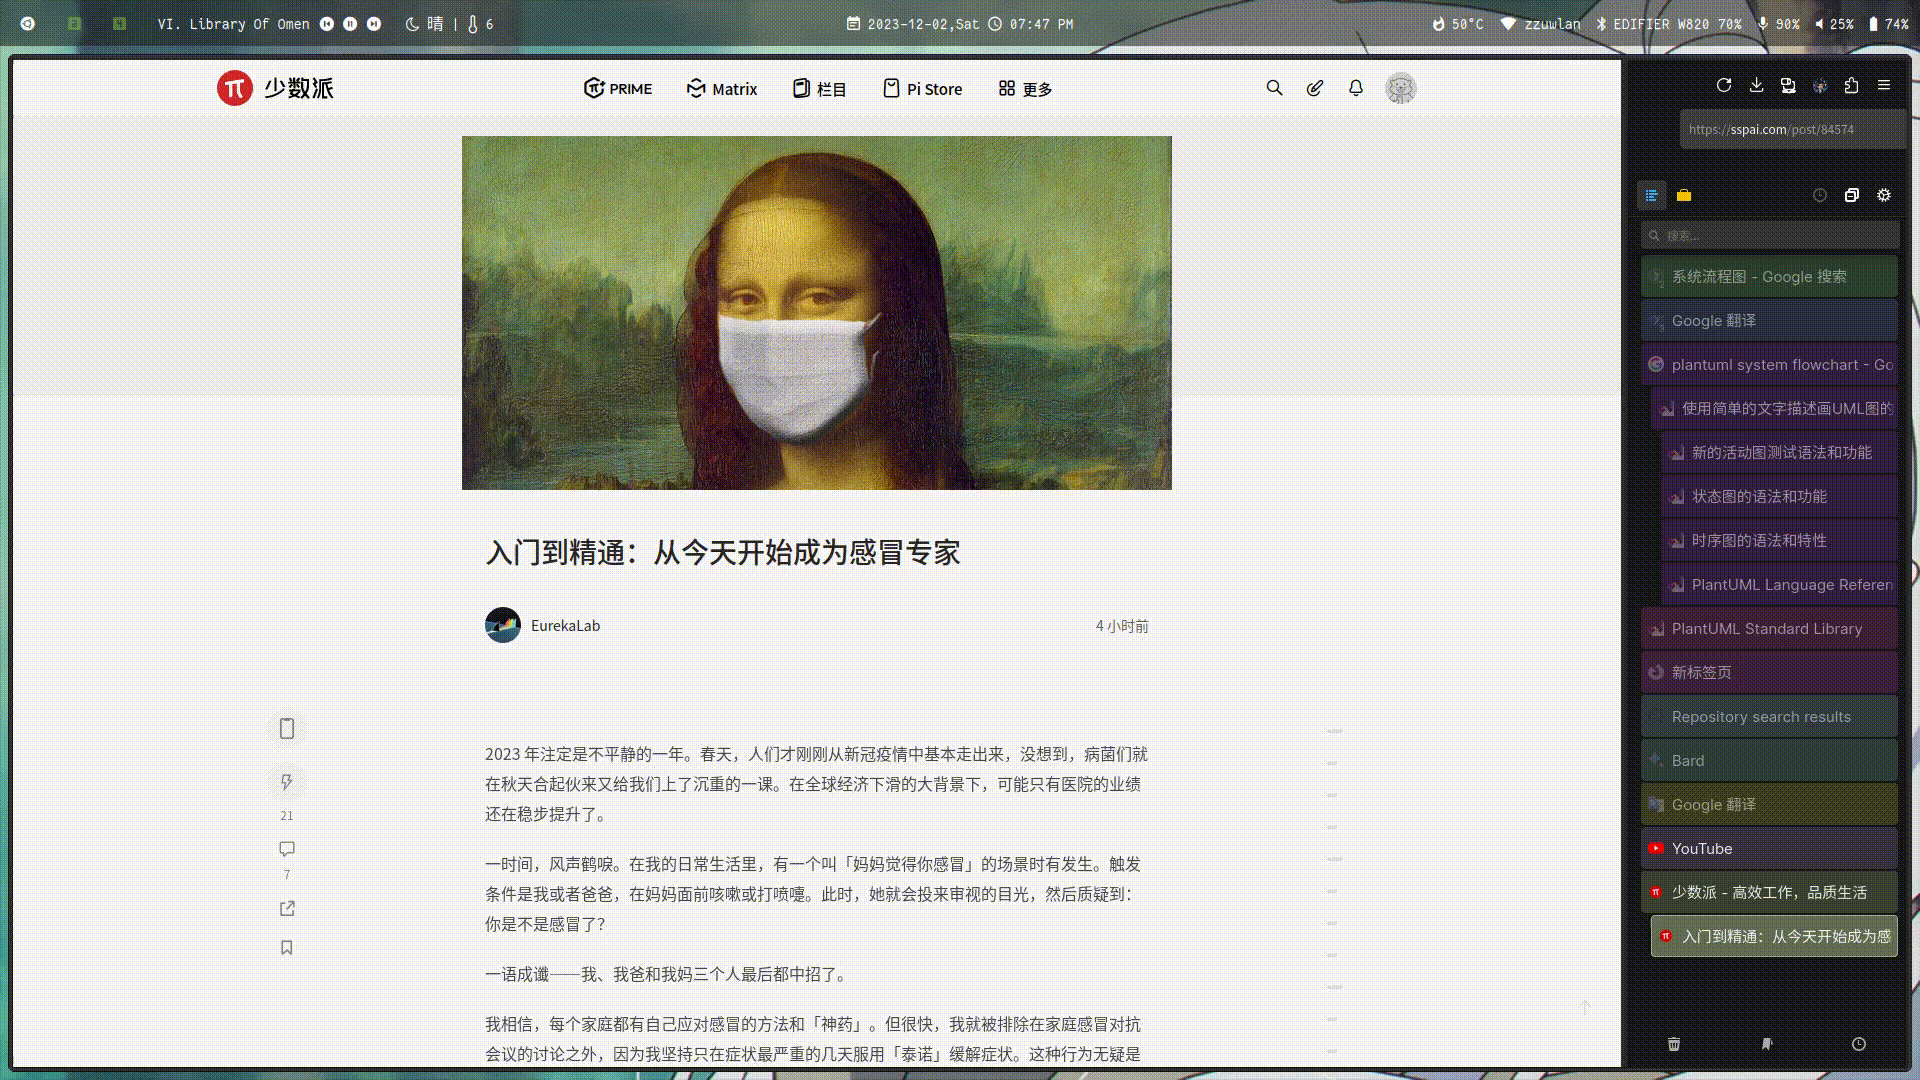 2
4
VI. Library Of Omen
晴 | 6
2023-12-02,Sat 07:47 PM
50°C
zzuwlan
EDIFIER W820 70%
90%
25%
74%
少数派
PRIME
Matrix
栏目
Pi Store
更多
入门到精通：从今天开始成为感冒专家
EurekaLab
4 小时前
21
7
2023 年注定是不平静的一年。春天，人们才刚刚从新冠疫情中基本走出来，没想到，病菌们就
在秋天合起伙来又给我们上了沉重的一课。在全球经济下滑的大背景下，可能只有医院的业绩
还在稳步提升了。
一时间，风声鹤唳。在我的日常生活里，有一个叫「妈妈觉得你感冒」的场景时有发生。触发
条件是我或者爸爸，在妈妈面前咳嗽或打喷嚏。此时，她就会投来审视的目光，然后质疑到：
你是不是感冒了？
一语成谶——我、我爸和我妈三个人最后都中招了。
我相信，每个家庭都有自己应对感冒的方法和「神药」。但很快，我就被排除在家庭感冒对抗
会议的讨论之外，因为我坚持只在症状最严重的几天服用「泰诺」缓解症状。这种行为无疑是
https://sspai.com/post/84574
搜索...
系统流程图 - Google 搜索
Google 翻译
plantuml system flowchart - Go
使用简单的文字描述画UML图的
新的活动图测试语法和功能
状态图的语法和功能
时序图的语法和特性
PlantUML Language Referen
PlantUML Standard Library
新标签页
Repository search results
Bard
Google 翻译
YouTube
少数派 - 高效工作，品质生活
入门到精通：从今天开始成为感